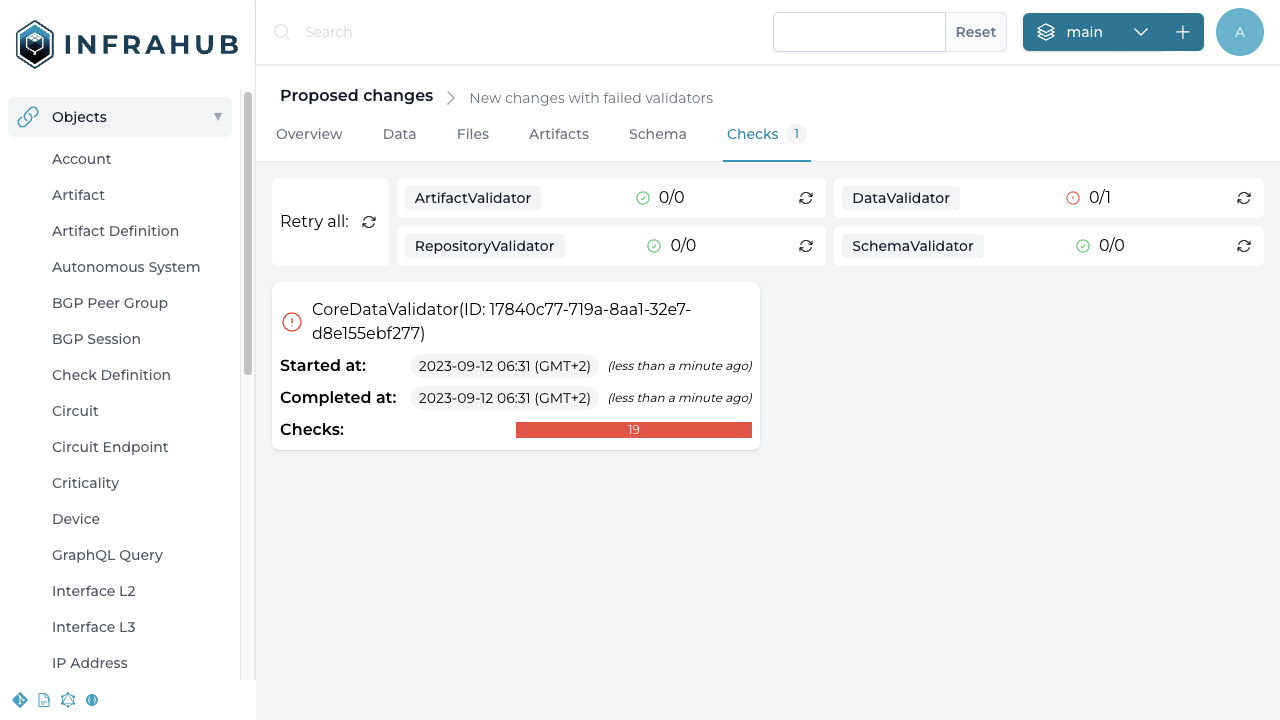 INFRAHUB
Search
Reset
main
A
Objects
Account
Artifact
Artifact Definition
Autonomous System
BGP Peer Group
BGP Session
Check Definition
Circuit
Circuit Endpoint
Criticality
Device
GraphQL Query
Interface L2
Interface L3
IP Address
Proposed changes
New changes with failed validators
Overview
Data
Files
Artifacts
Schema
Checks 1
Retry all:
ArtifactValidator 0/0
DataValidator 0/1
RepositoryValidator 0/0
SchemaValidator 0/0
CoreDataValidator(ID: 17840c77-719a-8aa1-32e7-
d8e155ebf277)
Started at: 2023-09-12 06:31 (GMT+2) (less than a minute ago)
Completed at: 2023-09-12 06:31 (GMT+2) (less than a minute ago)
Checks: 19